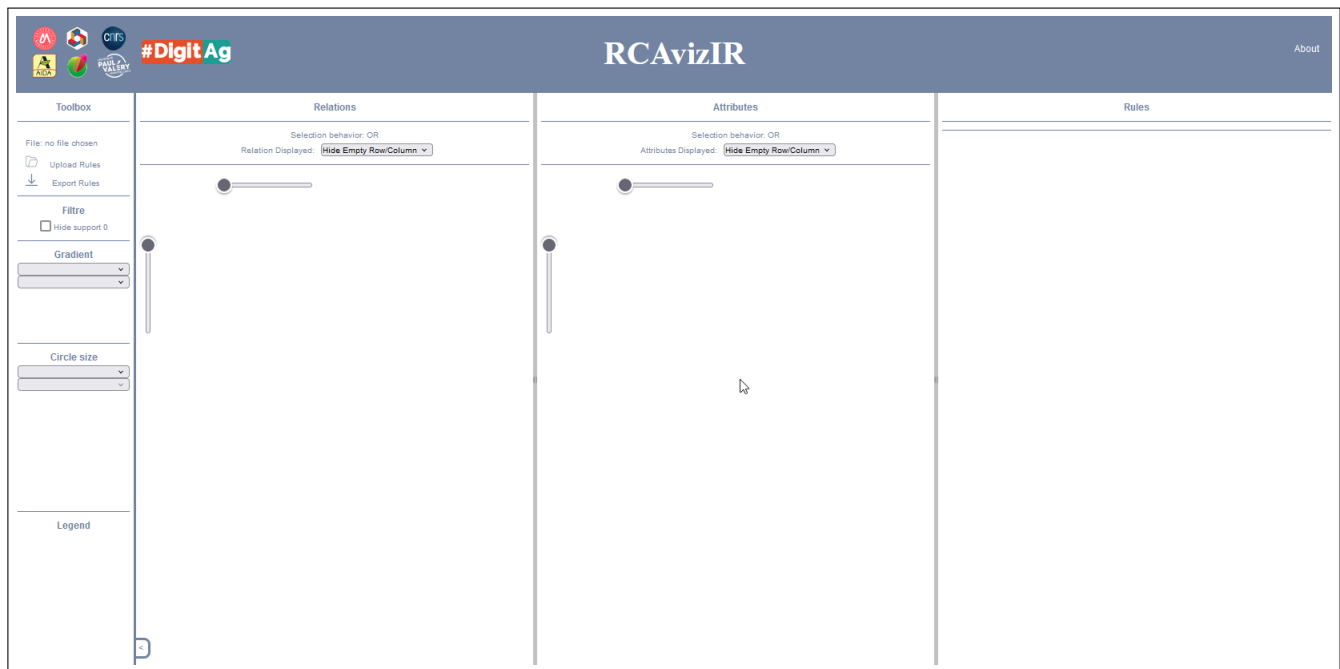 cnrs
AIDA
PAUL
VALÉRY
#DigitAg
RCAvizIR
About
Toolbox
File: no file chosen
Upload Rules
Export Rules
Filtre
Hide support 0
Gradient
Circle size
Legend
<
Relations
Selection behavior: OR
Relation Displayed: Hide Empty Row/Column
Attributes
Selection behavior: OR
Attributes Displayed: Hide Empty Row/Column
Rules